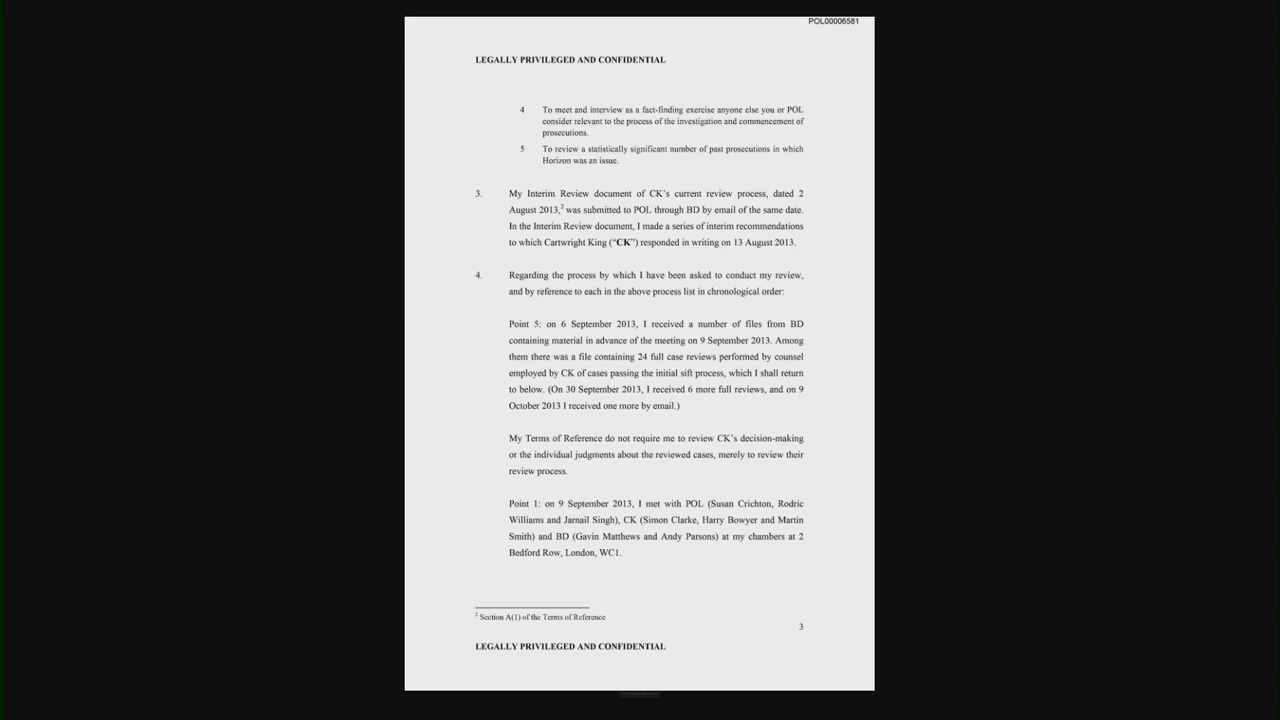 POL00006581
LEGALLY PRIVILEGED AND CONFIDENTIAL
4 To meet and interview as a fact-finding exercise anyone else you or POL
consider relevant to the process of the investigation and commencement of
prosecutions.
5 To review a statistically significant number of past prosecutions in which
Horizon was an issue.
3. My Interim Review document of CK's current review process, dated 2
August 2013,2 was submitted to POL through BD by email of the same date.
In the Interim Review document, I made a series of interim recommendations
to which Cartwright King ("CK") responded in writing on 13 August 2013.
4. Regarding the process by which I have been asked to conduct my review,
and by reference to each in the above process list in chronological order:
Point 5: on 6 September 2013, I received a number of files from BD
containing material in advance of the meeting on 9 September 2013. Among
them there was a file containing 24 full case reviews performed by counsel
employed by CK of cases passing the initial sift process, which I shall return
to below. (On 30 September 2013, I received 6 more full reviews, and on 9
October 2013 I received one more by email.)
My Terms of Reference do not require me to review CK's decision-making
or the individual judgments about the reviewed cases, merely to review their
review process.
Point 1: on 9 September 2013, I met with POL (Susan Crichton, Rodric
Williams and Jarnail Singh), CK (Simon Clarke, Harry Bowyer and Martin
Smith) and BD (Gavin Matthews and Andy Parsons) at my chambers at 2
Bedford Row, London, WC1.
2 Section A(1) of the Terms of Reference
3
LEGALLY PRIVILEGED AND CONFIDENTIAL